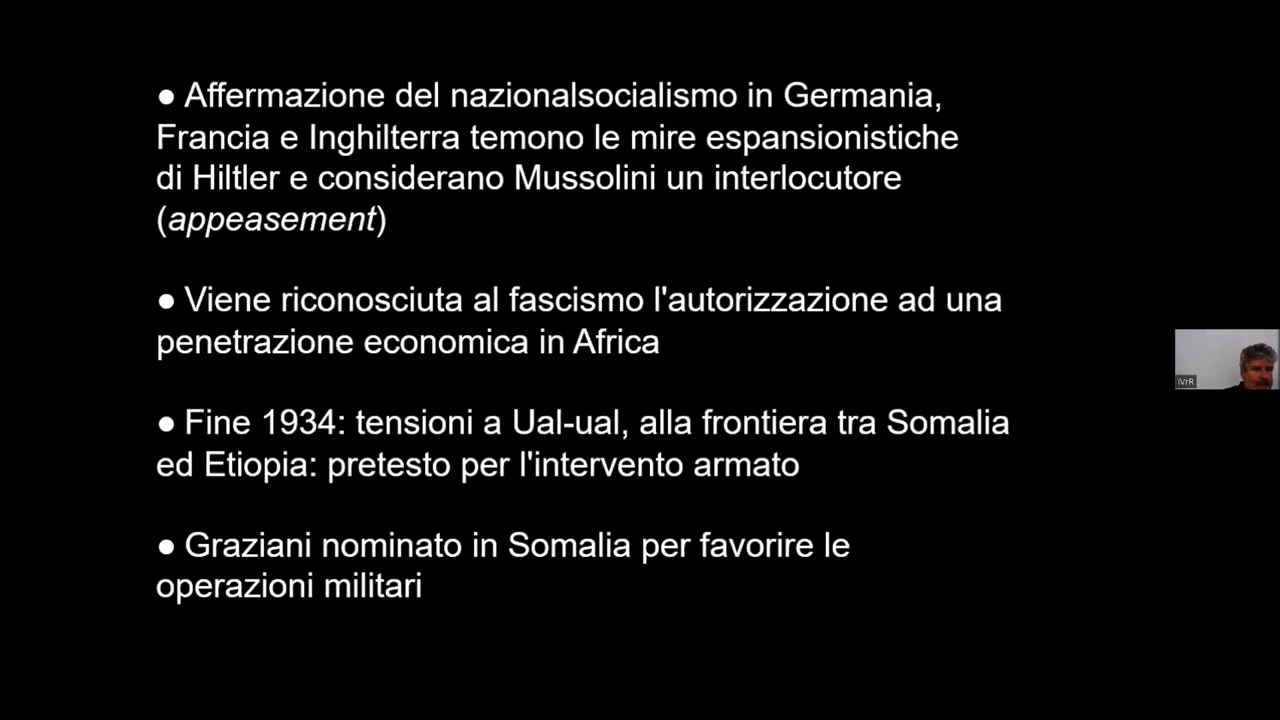 ● Affermazione del nazionalsocialismo in Germania,
Francia e Inghilterra temono le mire espansionistiche
di Hiltler e considerano Mussolini un interlocutore
(appeasement)
● Viene riconosciuta al fascismo l'autorizzazione ad una
penetrazione economica in Africa
● Fine 1934: tensioni a Ual-ual, alla frontiera tra Somalia
ed Etiopia: pretesto per l'intervento armato
● Graziani nominato in Somalia per favorire le
operazioni militari
IVrR